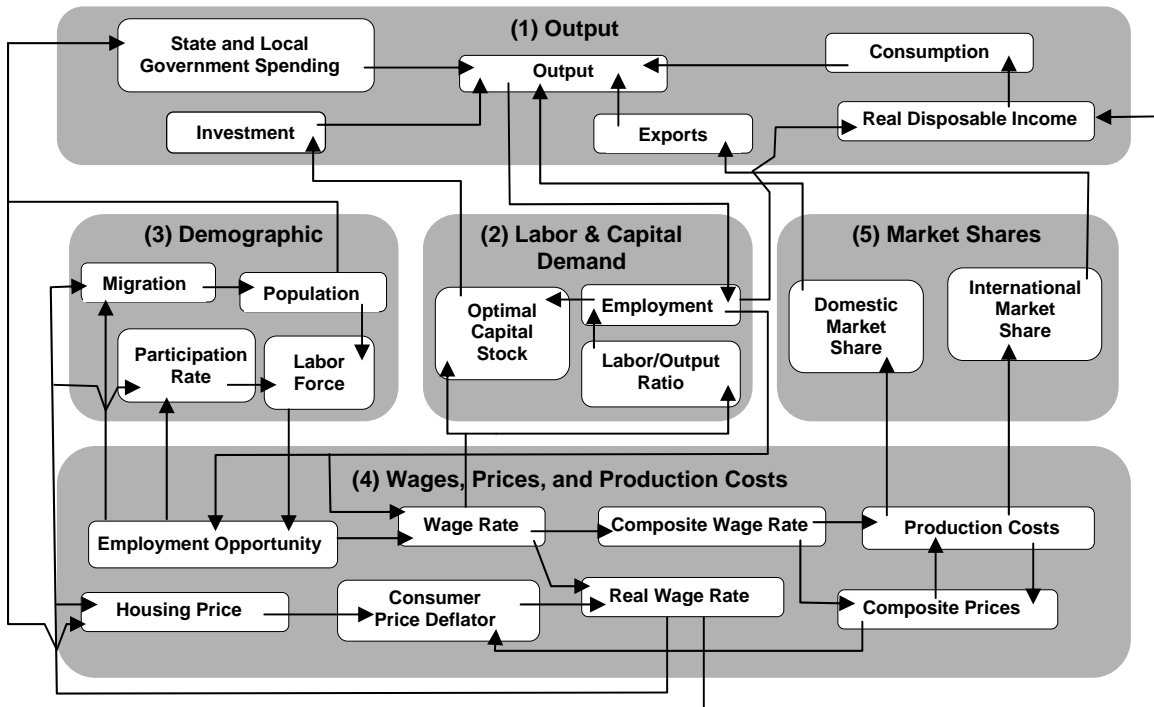 (1) Output
State and Local
Government Spending
Output
Consumption
Investment
Exports
Real Disposable Income
(3) Demographic
Migration
Population
Participation
Rate
Labor
Force
(2) Labor & Capital
Demand
Optimal
Capital
Stock
Employment
Labor/Output
Ratio
(5) Market Shares
Domestic
Market
Share
International
Market
Share
(4) Wages, Prices, and Production Costs
Employment Opportunity
Wage Rate
Composite Wage Rate
Production Costs
Housing Price
Consumer
Price Deflator
Real Wage Rate
Composite Prices